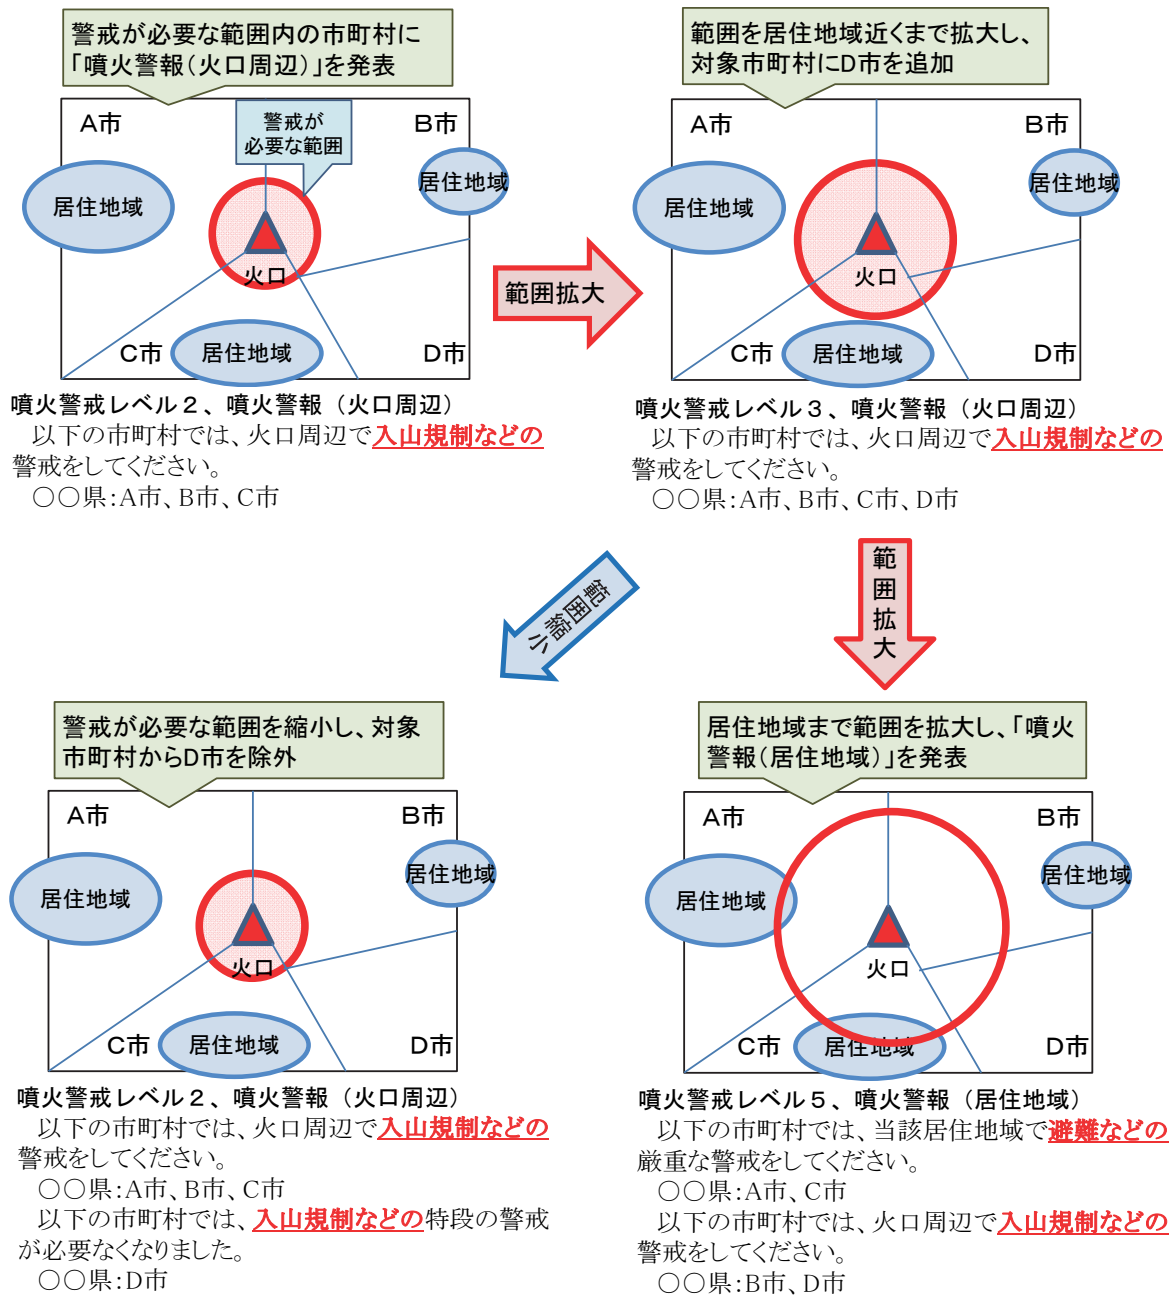 警戒が必要な範囲内の市町村に
「噴火警報(火口周辺)」を発表
A市
警戒が
必要な範囲
B市
居住地域
居住地域
火口
C市
居住地域
D市
噴火警戒レベル2、噴火警報(火口周辺)
以下の市町村では、火口周辺で入山規制などの
警戒をしてください。
○○県:A市、B市、C市
範囲拡大
範囲を居住地域近くまで拡大し、
対象市町村にD市を追加
A市
B市
居住地域
居住地域
火口
C市
居住地域
D市
噴火警戒レベル3、噴火警報(火口周辺)
以下の市町村では、火口周辺で入山規制などの
警戒をしてください。
○○県:A市、B市、C市、D市
範囲縮小
範囲拡大
警戒が必要な範囲を縮小し、対象
市町村からD市を除外
A市
B市
居住地域
居住地域
火口
C市
居住地域
D市
噴火警戒レベル2、噴火警報(火口周辺)
以下の市町村では、火口周辺で入山規制などの
警戒をしてください。
○○県:A市、B市、C市
以下の市町村では、入山規制などの特段の警戒
が必要なくなりました。
○○県:D市
居住地域まで範囲を拡大し、「噴火
警報(居住地域)」を発表
A市
B市
居住地域
居住地域
火口
C市
居住地域
D市
噴火警戒レベル5、噴火警報(居住地域)
以下の市町村では、当該居住地域で避難などの
厳重な警戒をしてください。
○○県:A市、C市
以下の市町村では、火口周辺で入山規制などの
警戒をしてください。
○○県:B市、D市